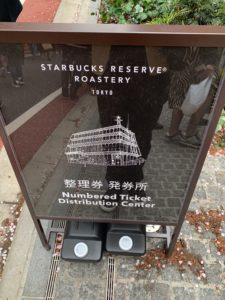 STARBUCKS RESERVE®
ROASTERY
TOKYO
整理券 発券所
Numbered Ticket
Distribution Center